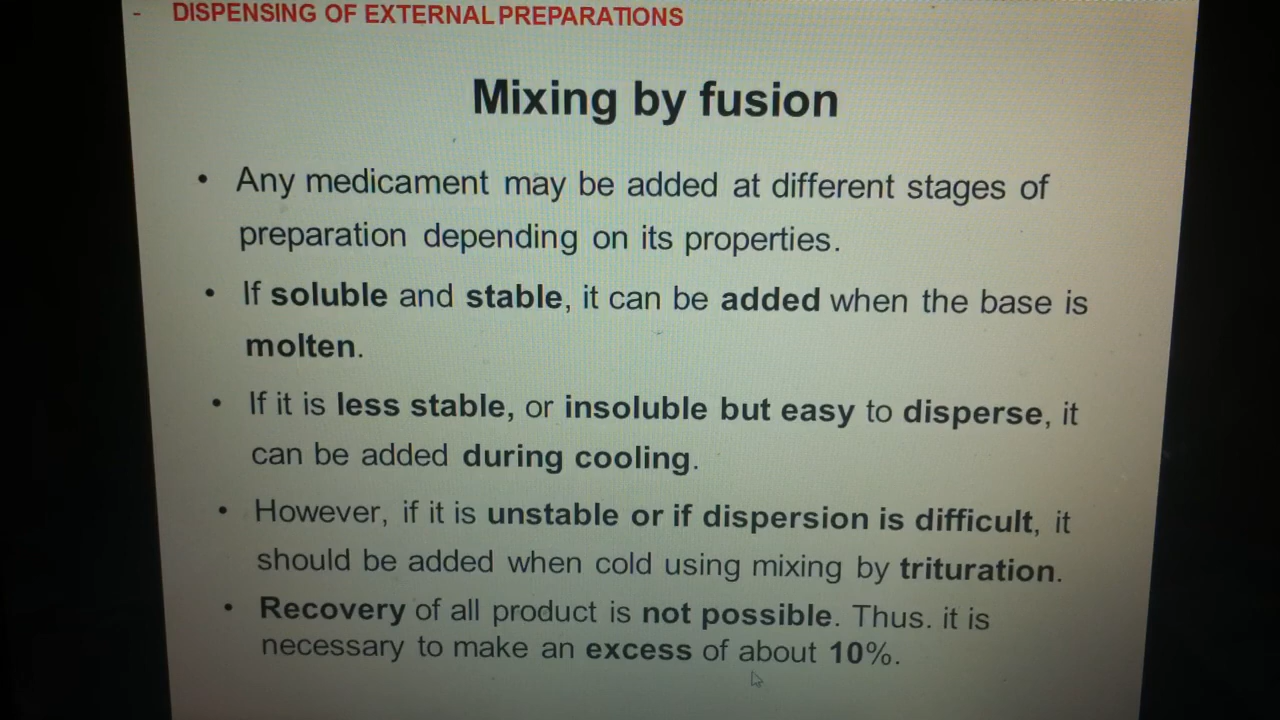 - DISPENSING OF EXTERNAL PREPARATIONS
Mixing by fusion
• Any medicament may be added at different stages of
preparation depending on its properties.
• If soluble and stable, it can be added when the base is
molten.
• If it is less stable, or insoluble but easy to disperse, it
can be added during cooling.
• However, if it is unstable or if dispersion is difficult, it
should be added when cold using mixing by trituration.
• Recovery of all product is not possible. Thus. it is
necessary to make an excess of about 10%.